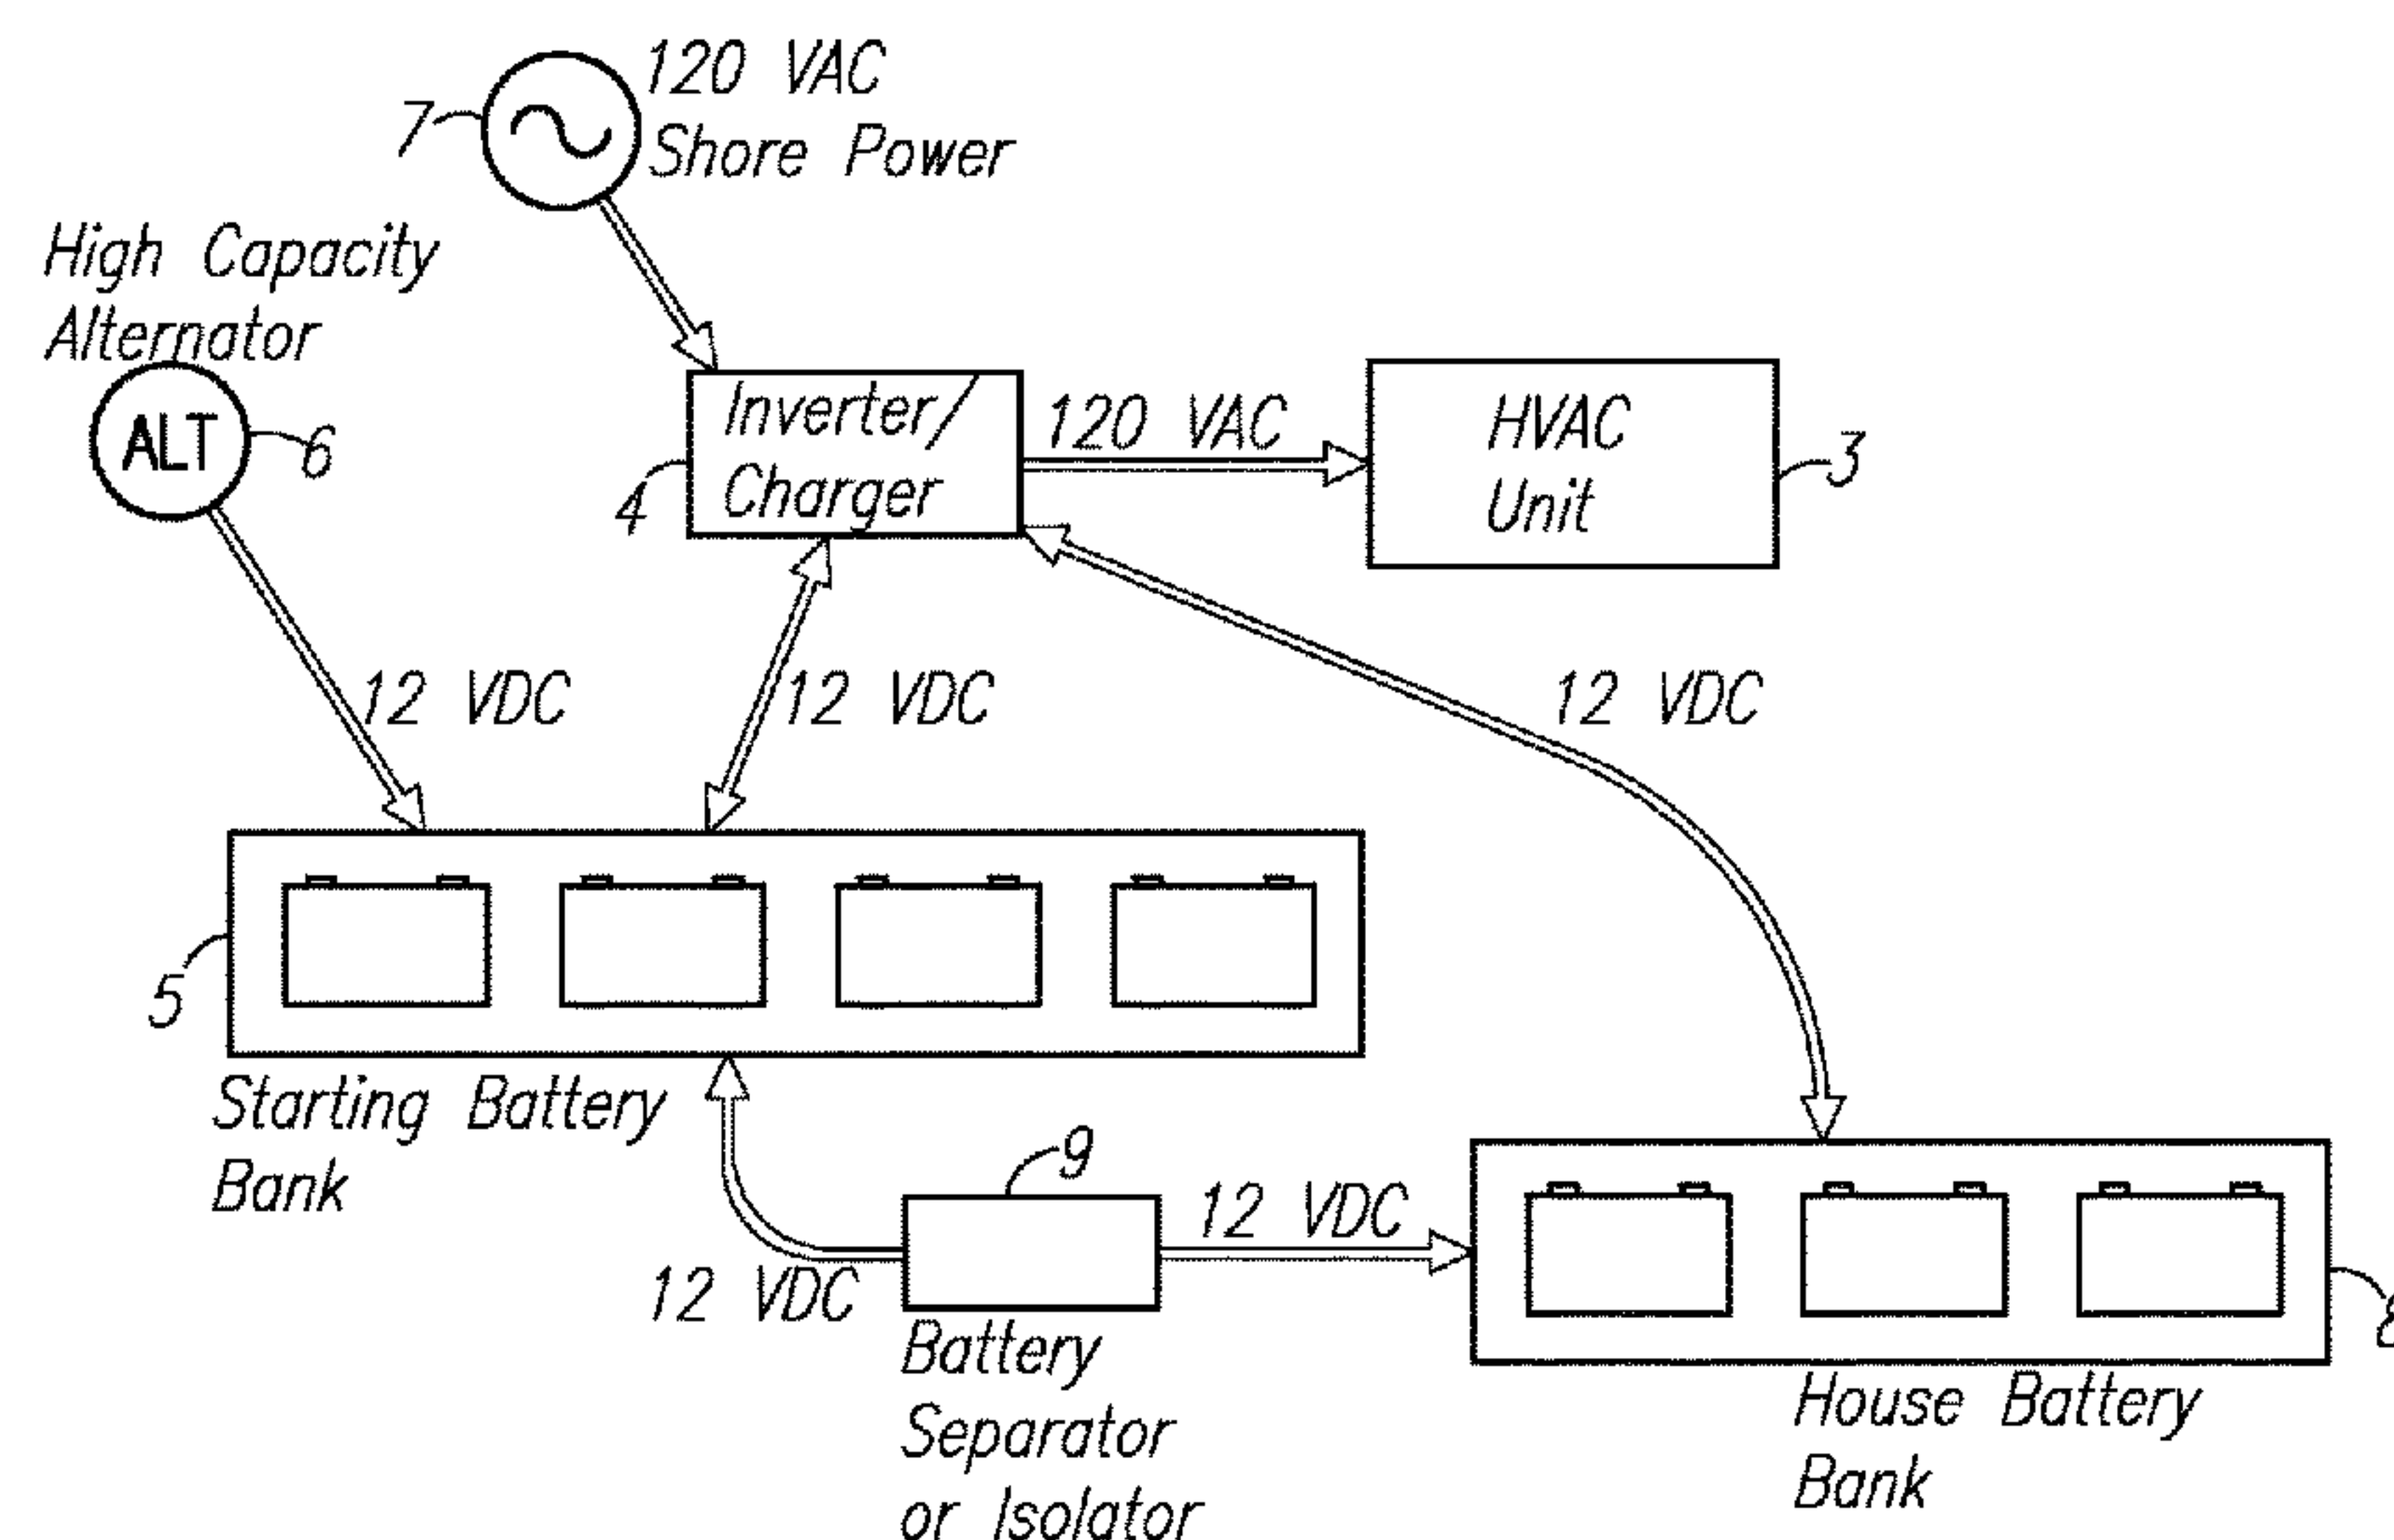 120 VAC
Shore Power
7
High Capacity
Alternator
ALT
6
Inverter/
Charger
4
120 VAC
HVAC
Unit
3
12 VDC
12 VDC
12 VDC
5
Starting Battery
Bank
9
12 VDC
12 VDC
Battery
Separator
or Isolator
8
House Battery
Bank